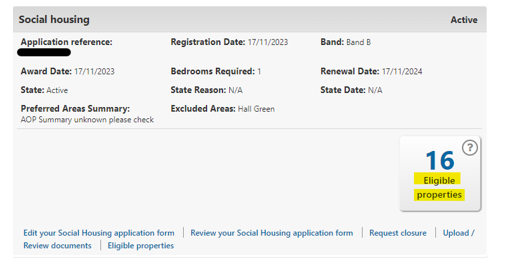 Social housing Active
Application reference: Registration Date: 17/11/2023 Band: Band B
Award Date: 17/11/2023 Bedrooms Required: 1 Renewal Date: 17/11/2024
State: Active State Reason: N/A State Date: N/A
Preferred Areas Summary: Excluded Areas: Hall Green
AOP Summary unknown please check
?
16
Eligible
properties
Edit your Social Housing application form | Review your Social Housing application form | Request closure | Upload /
Review documents | Eligible properties